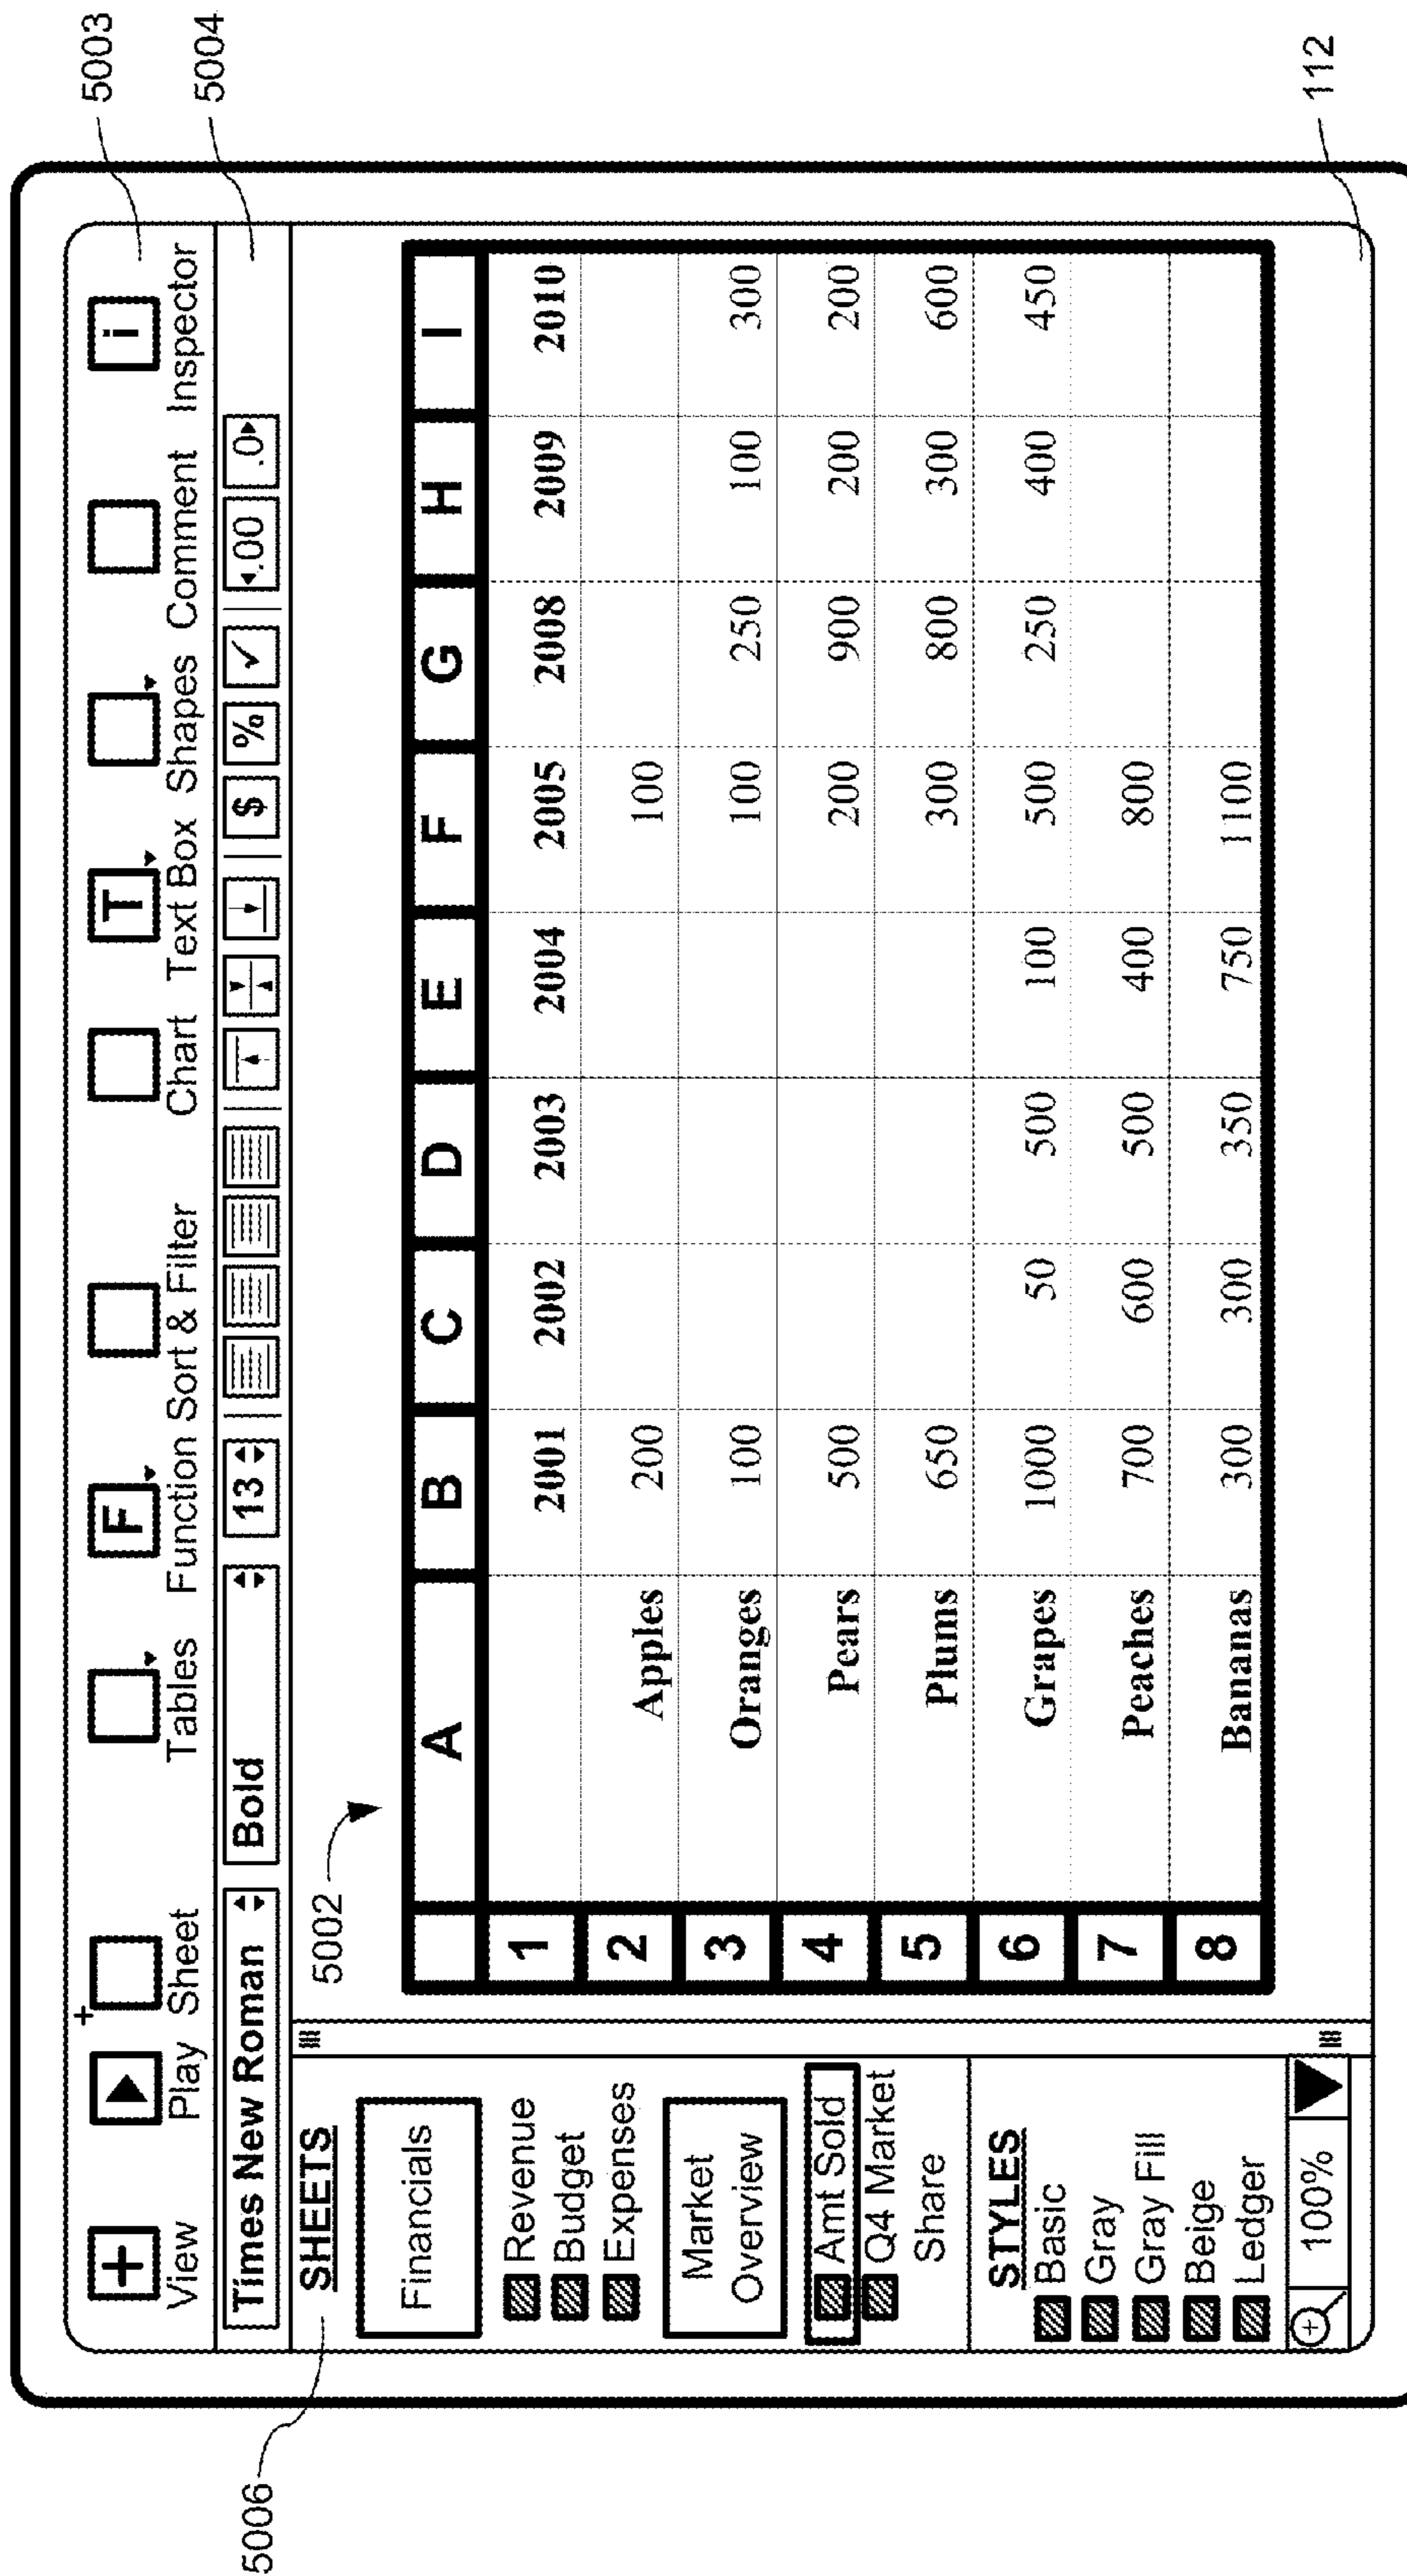 5003
5004
View Play Sheet Tables Function Sort & Filter Chart Text Box Shapes Comment Inspector
+ + F T i
Times New Roman Bold 13 $ % ✓ .00 .0
5006
SHEETS
Financials
Revenue
Budget
Expenses
Market
Overview
Amt Sold
Q4 Market
Share
STYLES
Basic
Gray
Gray Fill
Beige
Ledger
100%
5002
A B C D E F G H I
1 2001 2002 2003 2004 2005 2008 2009 2010
2 Apples 200 100
3 Oranges 100 100 250 100 300
4 Pears 500 200 900 200 200
5 Plums 650 300 800 300 600
6 Grapes 1000 50 500 100 500 250 400 450
7 Peaches 700 600 500 400 800
8 Bananas 300 300 350 750 1100
112